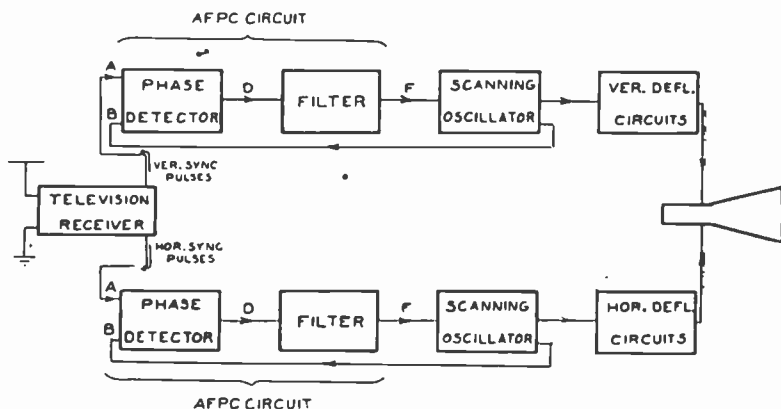 AFPC CIRCUIT
A
B
PHASE
DETECTOR
D
FILTER
F
SCANNING
OSCILLATOR
VER. DEFL.
CIRCUITS
VER. SYNC
PULSES
TELEVISION
RECEIVER
HOR. SYNC
PULSES
A
B
PHASE
DETECTOR
D
FILTER
F
SCANNING
OSCILLATOR
HOR. DEFL.
CIRCUITS
AFPC CIRCUIT